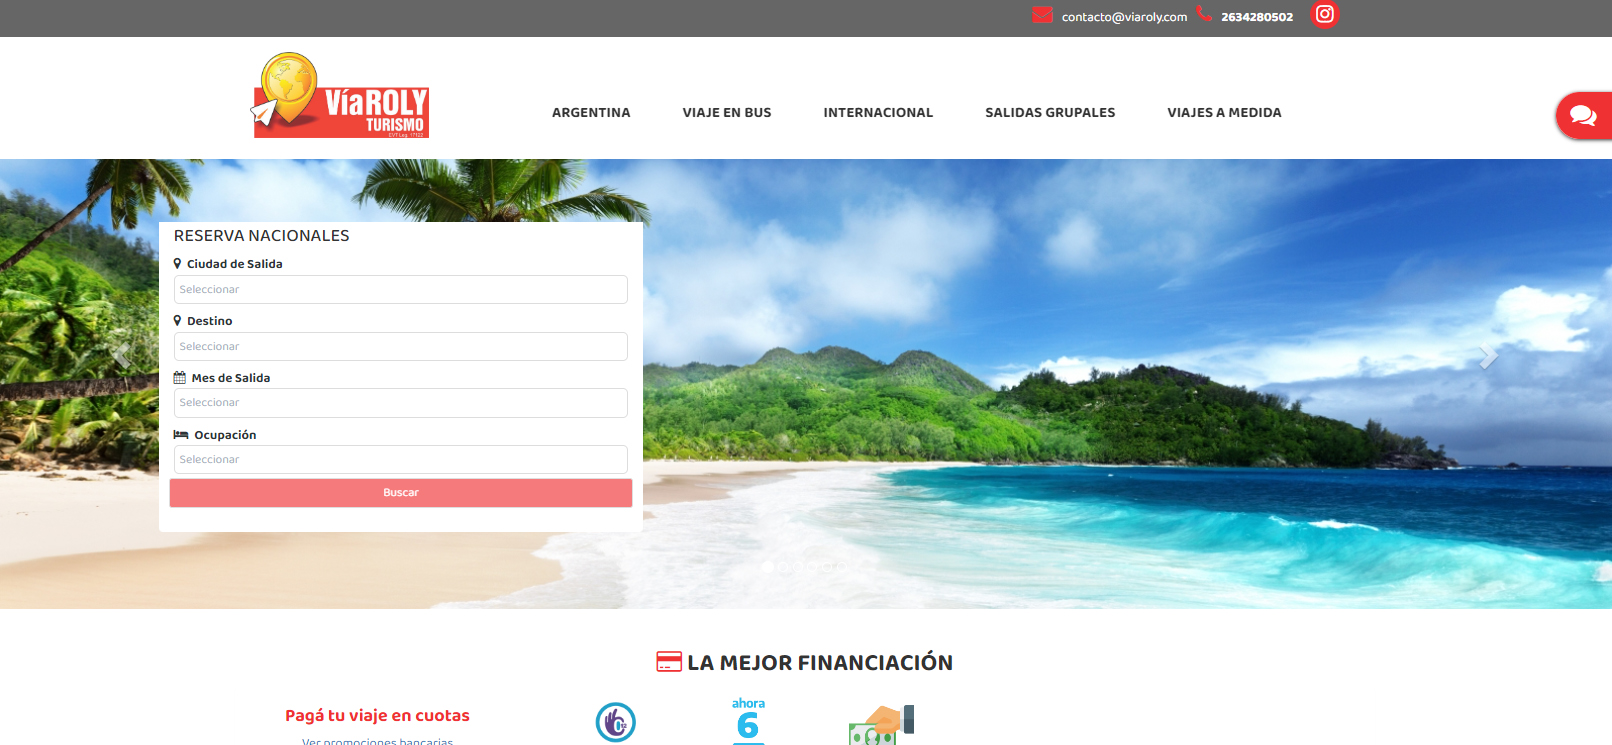 contacto@viaroly.com 2634280502
VíaROLY
TURISMO
ARGENTINA VIAJE EN BUS INTERNACIONAL SALIDAS GRUPALES VIAJES A MEDIDA
RESERVA NACIONALES
Ciudad de Salida
Seleccionar
Destino
Seleccionar
Mes de Salida
Seleccionar
Ocupación
Seleccionar
Buscar
LA MEJOR FINANCIACIÓN
Pagá tu viaje en cuotas
Ver promociones bancarias
ahora
6